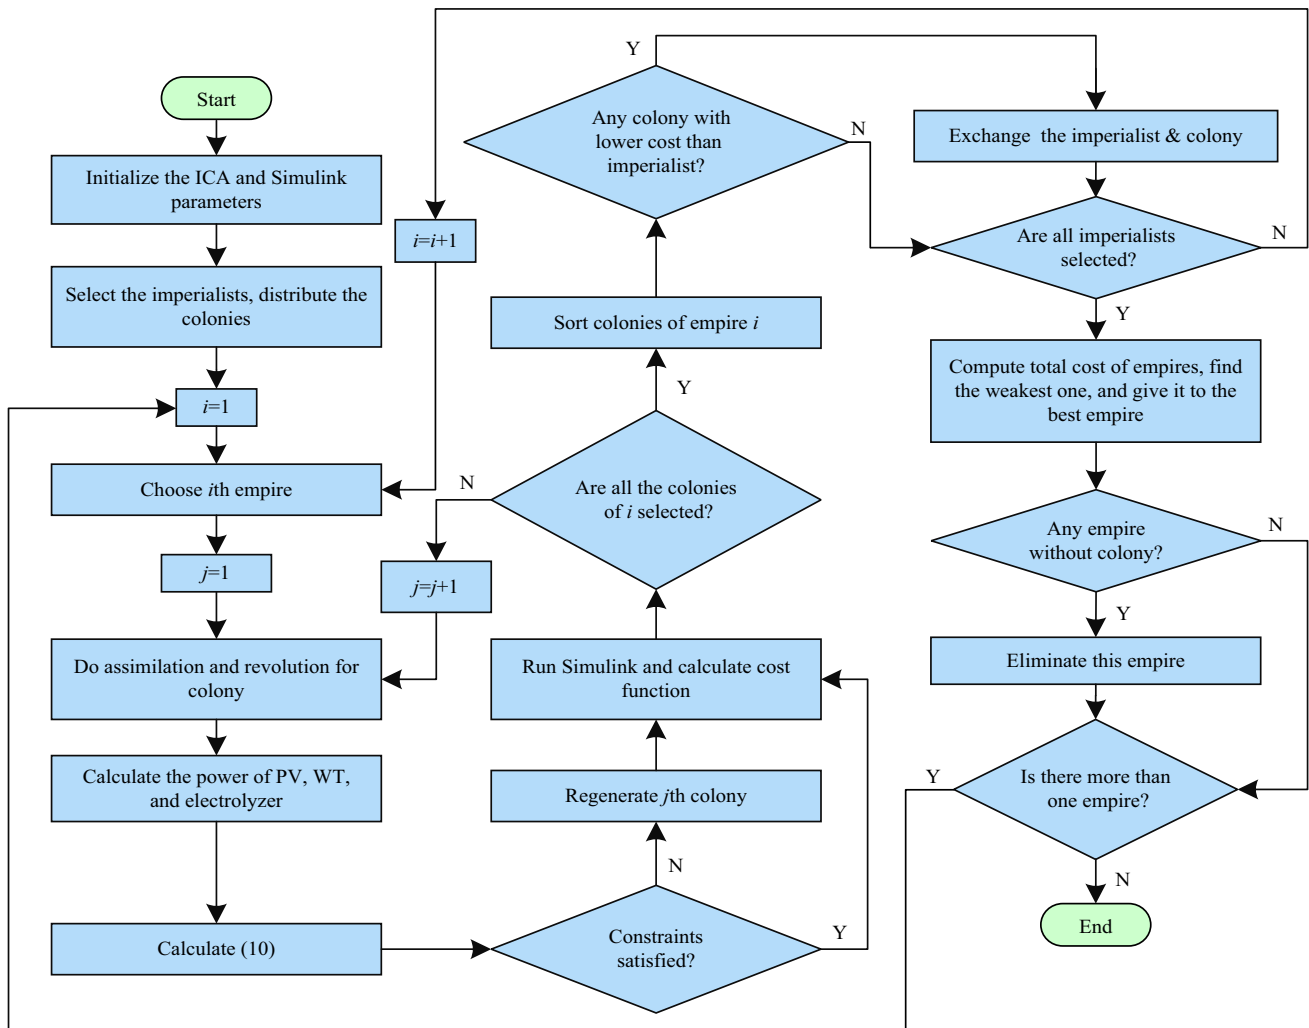 Start
Initialize the ICA and Simulink
parameters
Select the imperialists, distribute the
colonies
i=1
Choose ith empire
j=1
Do assimilation and revolution for
colony
Calculate the power of PV, WT,
and electrolyzer
Calculate (10)
i=i+1
N
j=j+1
Y
Any colony with
lower cost than
imperialist?
N
Sort colonies of empire i
Y
Are all the colonies
of i selected?
Run Simulink and calculate cost
function
Regenerate jth colony
N
Constraints
satisfied?
Y
Exchange the imperialist & colony
Are all imperialists
selected?
N
Y
Compute total cost of empires, find
the weakest one, and give it to the
best empire
Any empire
without colony?
N
Y
Eliminate this empire
Y
Is there more than
one empire?
N
End